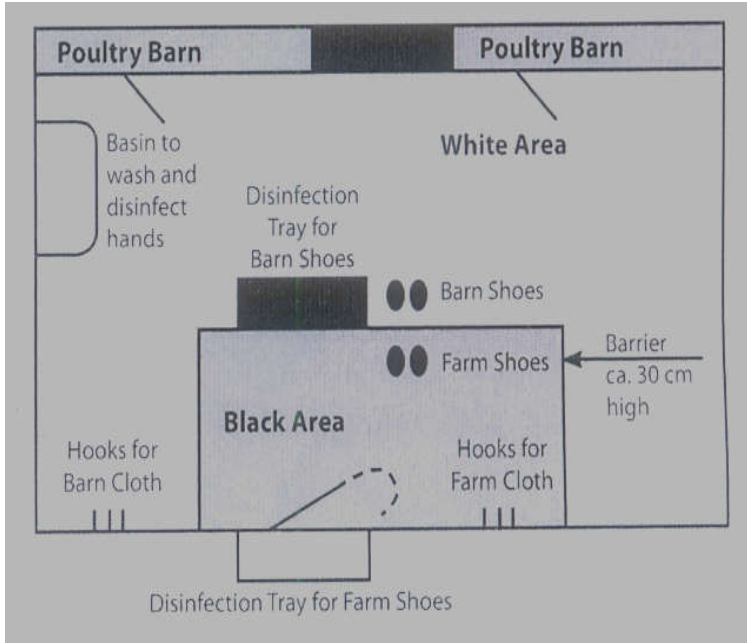 Poultry Barn
Poultry Barn
Basin to
wash and
disinfect
hands
White Area
Disinfection
Tray for
Barn Shoes
Barn Shoes
Farm Shoes
Barrier
ca. 30 cm
high
Black Area
Hooks for
Barn Cloth
Hooks for
Farm Cloth
Disinfection Tray for Farm Shoes